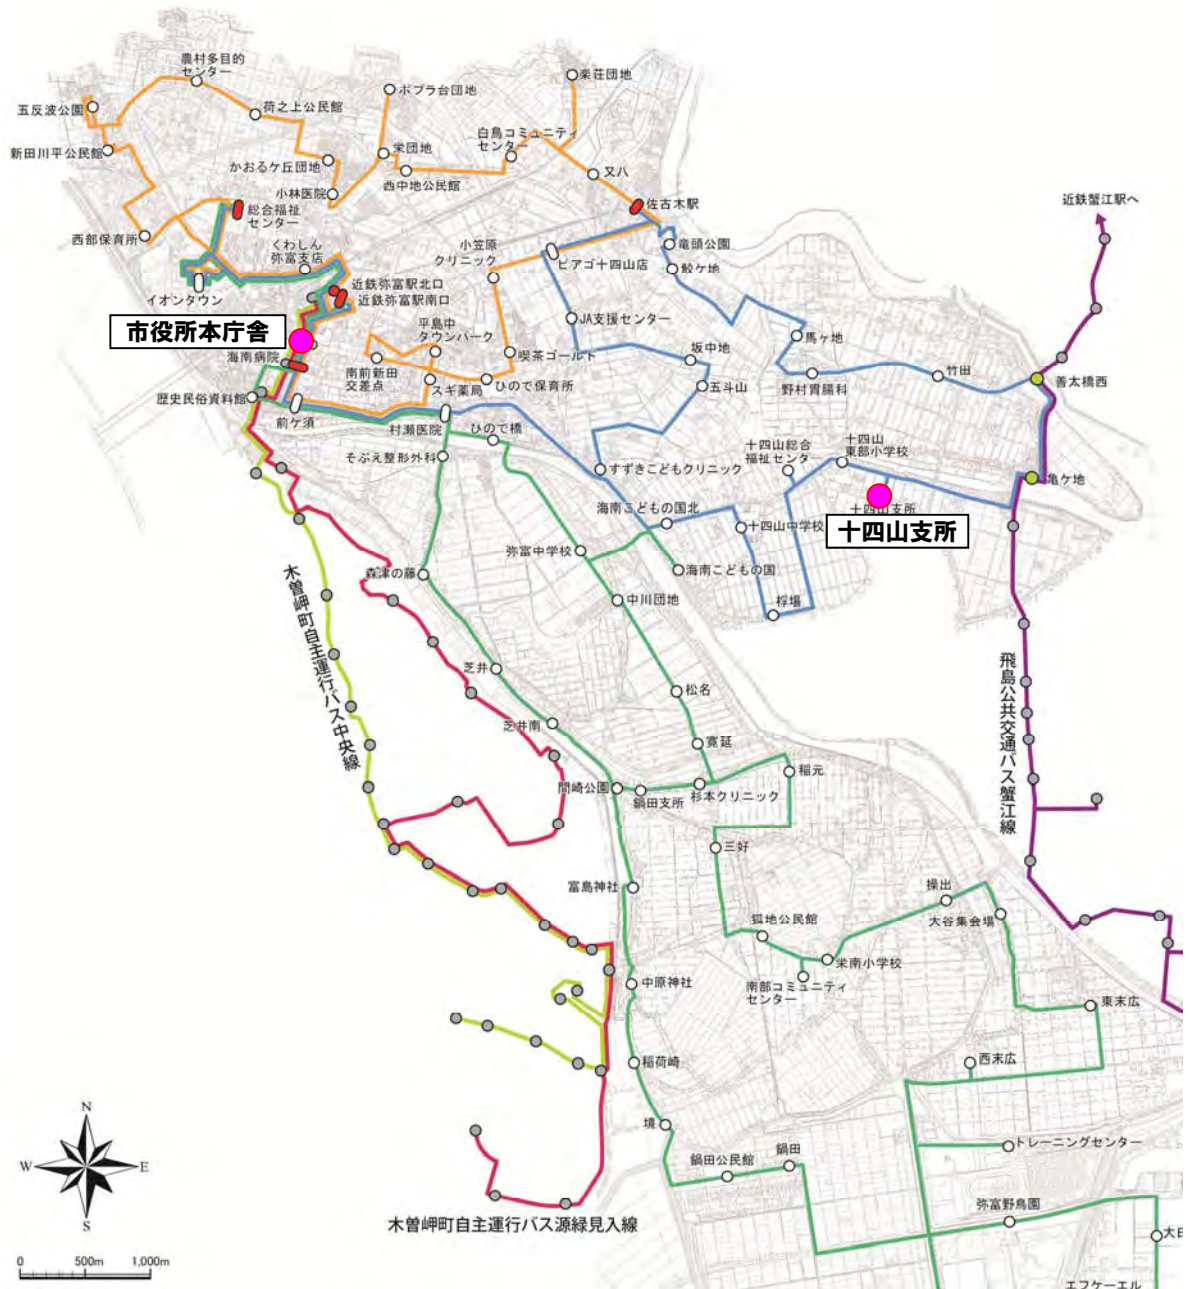 楽荘団地
農村多目的
センター
ポプラ台団地
五反波公園
荷之上公民館
白鳥コミュニティ
センター
新田川平公民館
栄団地
かおるケ丘団地
又八
西中地公民館
小林医院
近鉄蟹江駅へ
佐古木駅
総合福祉
センター
西部保育所
くわしん
弥富支店
小笠原
クリニック
竜頭公園
ピアゴ十四山店
鮫ケ地
近鉄弥富駅北口
イオンタウン
近鉄弥富駅南口
JA支援センター
市役所本庁舎
平島中
タウンパーク
馬ヶ地
海南病院
喫茶ゴールト
坂中地
竹田
南前新田
交差点
スギ薬局
ひので保育所
五斗山
野村胃腸科
善太橋西
歴史民俗資料館
前ケ須
村瀬医院
ひので橋
十四山総合
福祉センター
十四山
東部小学校
そぶえ整形外科
すずきこどもクリニック
亀ケ地
十四山支所
海南こどもの国北
十四山中学校
十四山支所
弥富中学校
海南こどもの国
森津の藤
中川団地
桴場
木曽岬町自主運行バス中央線
芝井
飛島公共交通バス蟹江線
松名
芝井南
寛延
稲元
間崎公園
鍋田支所
杉本クリニック
三好
富島神社
操出
大谷集会場
狐地公民館
栄南小学校
中原神社
南部コミュニティ
センター
東末広
稲荷崎
西末広
境
N
トレーニングセンター
W
E
鍋田公民館
鍋田
弥富野鳥園
S
木曽岬町自主運行バス源緑見入線
大日
0 500m 1,000m
エフケーエル